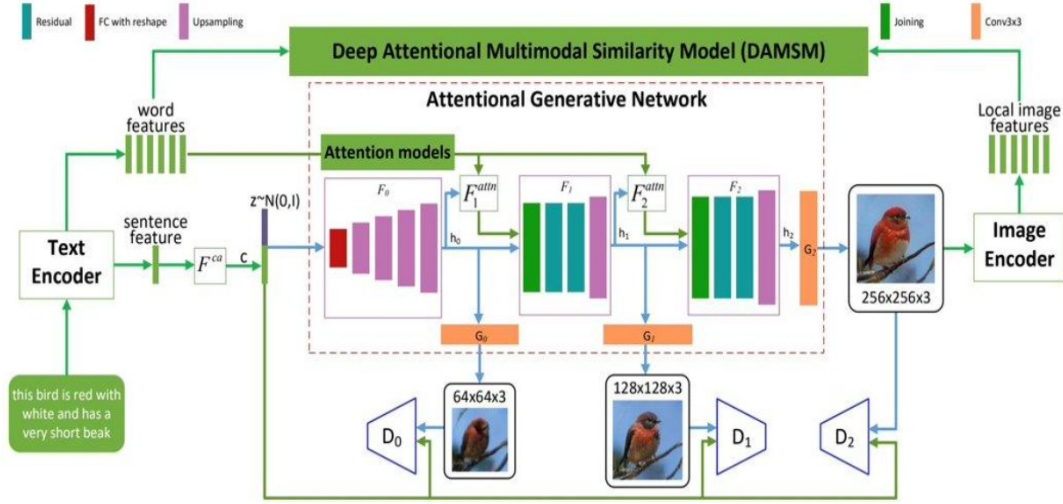 Residual
FC with reshape
Upsampling
Joining
Conv3x3
Deep Attentional Multimodal Similarity Model (DAMSM)
Attentional Generative Network
word
features
Local image
features
Attention models
z~N(0,I)
F₀
F₁ᵃᵗᵗⁿ
F₁
F₂ᵃᵗᵗⁿ
F₂
h₀
h₁
h₂
G₂
sentence
feature
Text
Encoder
Fᶜᵃ
c
Image
Encoder
256x256x3
G₀
G₁
this bird is red with
white and has a
very short beak
64x64x3
128x128x3
D₀
D₁
D₂